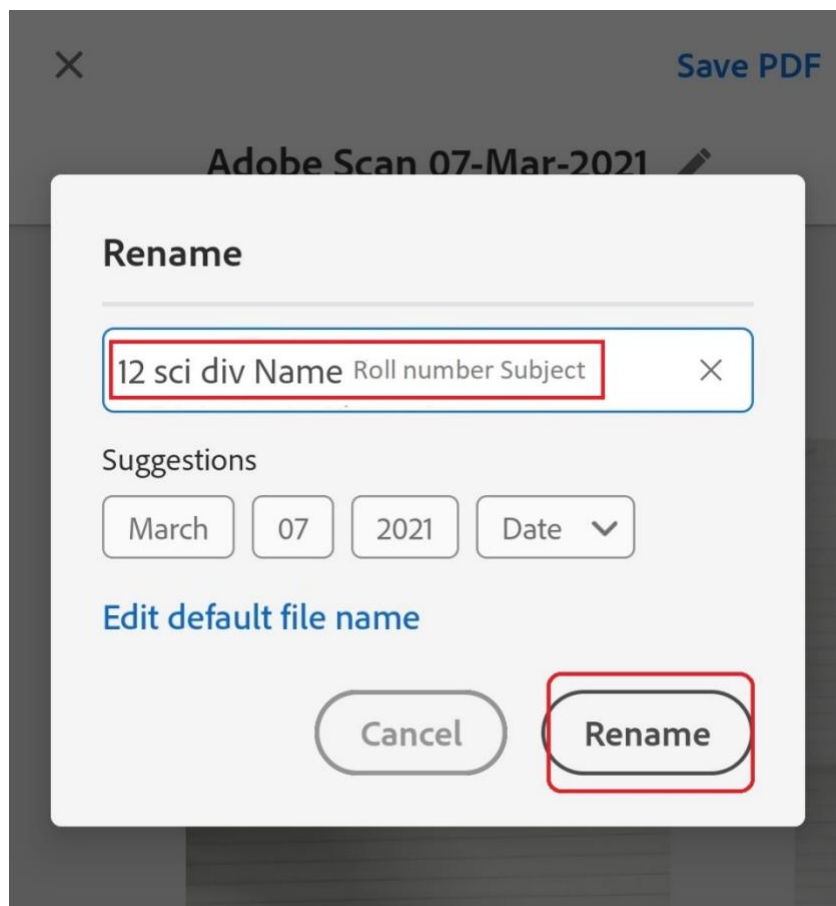 Save PDF
Adobe Scan 07-Mar-2021
Rename
12 sci div Name Roll number Subject
Suggestions
March 07 2021 Date
Edit default file name
Cancel Rename